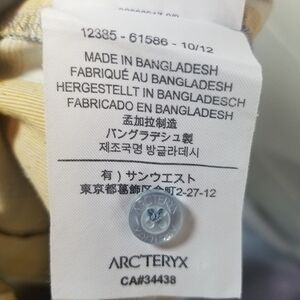 12385 - 61586 - 10/12
MADE IN BANGLADESH
FABRIQUÉ AU BANGLADESH
HERGESTELLT IN BANGLADESCH
FABRICADO EN BANGLADESH
孟加拉制造
バングラデシュ製
제조국명 방글라데시
有）サンウエスト
東京都葛飾区金町2-27-12
ARC'TERYX
ARC'TERYX
CA#34438